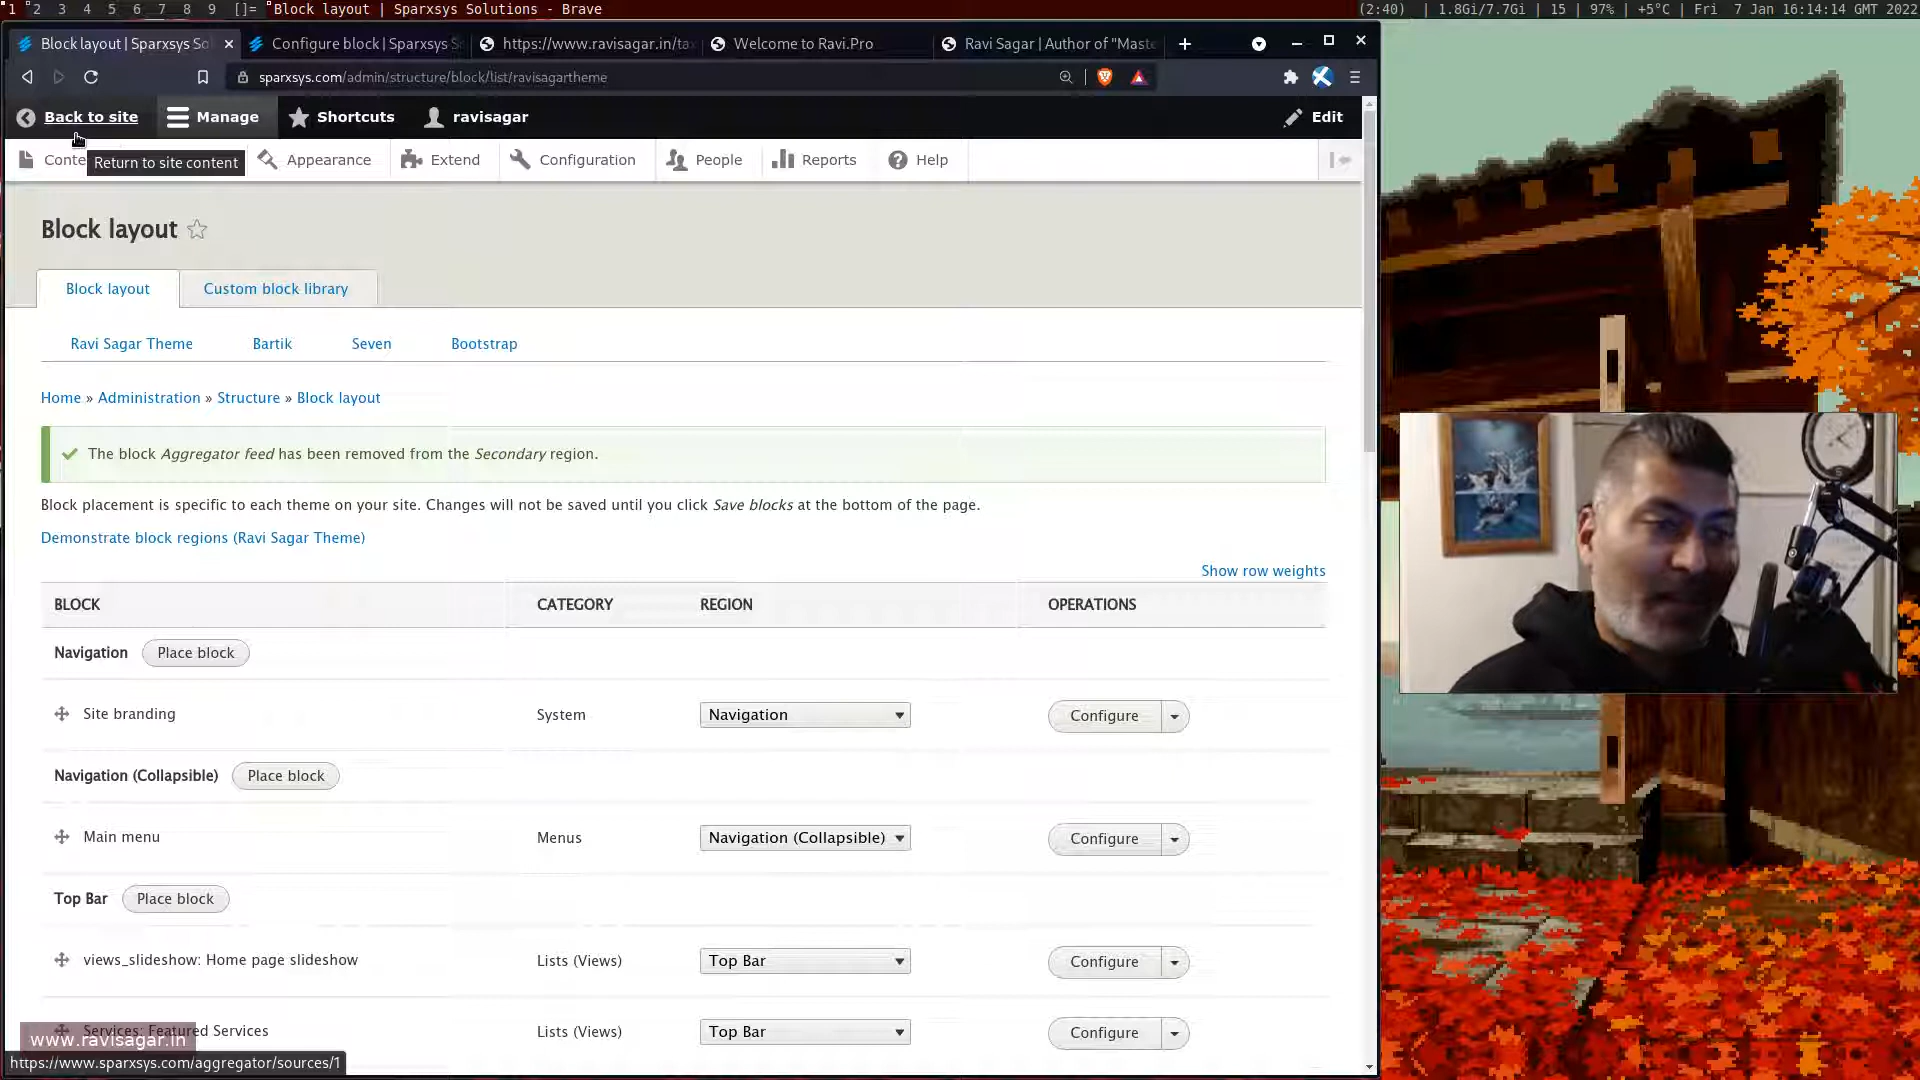 1 2 3 4 5 6 7 8 9 []= Block layout | Sparxsys Solutions - Brave
(2:40) | 1.8Gi/7.7Gi | 15 | 97% | +5°C | Fri 7 Jan 16:14:14 GMT 2022
Block layout | Sparxsys So
Configure block | Sparxsys S
https://www.ravisagar.in/ta
Welcome to Ravi.Pro
Ravi Sagar | Author of "Maste
sparxsys.com/admin/structure/block/list/ravisagartheme
Back to site
Manage
Shortcuts
ravisagar
Edit
Conte
Return to site content
Appearance
Extend
Configuration
People
Reports
Help
Block layout
Block layout
Custom block library
Ravi Sagar Theme
Bartik
Seven
Bootstrap
Home » Administration » Structure » Block layout
The block Aggregator feed has been removed from the Secondary region.
Block placement is specific to each theme on your site. Changes will not be saved until you click Save blocks at the bottom of the page.
Demonstrate block regions (Ravi Sagar Theme)
Show row weights
BLOCK CATEGORY REGION OPERATIONS
Navigation Place block
Site branding System Navigation Configure
Navigation (Collapsible) Place block
Main menu Menus Navigation (Collapsible) Configure
Top Bar Place block
views_slideshow: Home page slideshow Lists (Views) Top Bar Configure
Services: Featured Services Lists (Views) Top Bar Configure
www.ravisagar.in
https://www.sparxsys.com/aggregator/sources/1